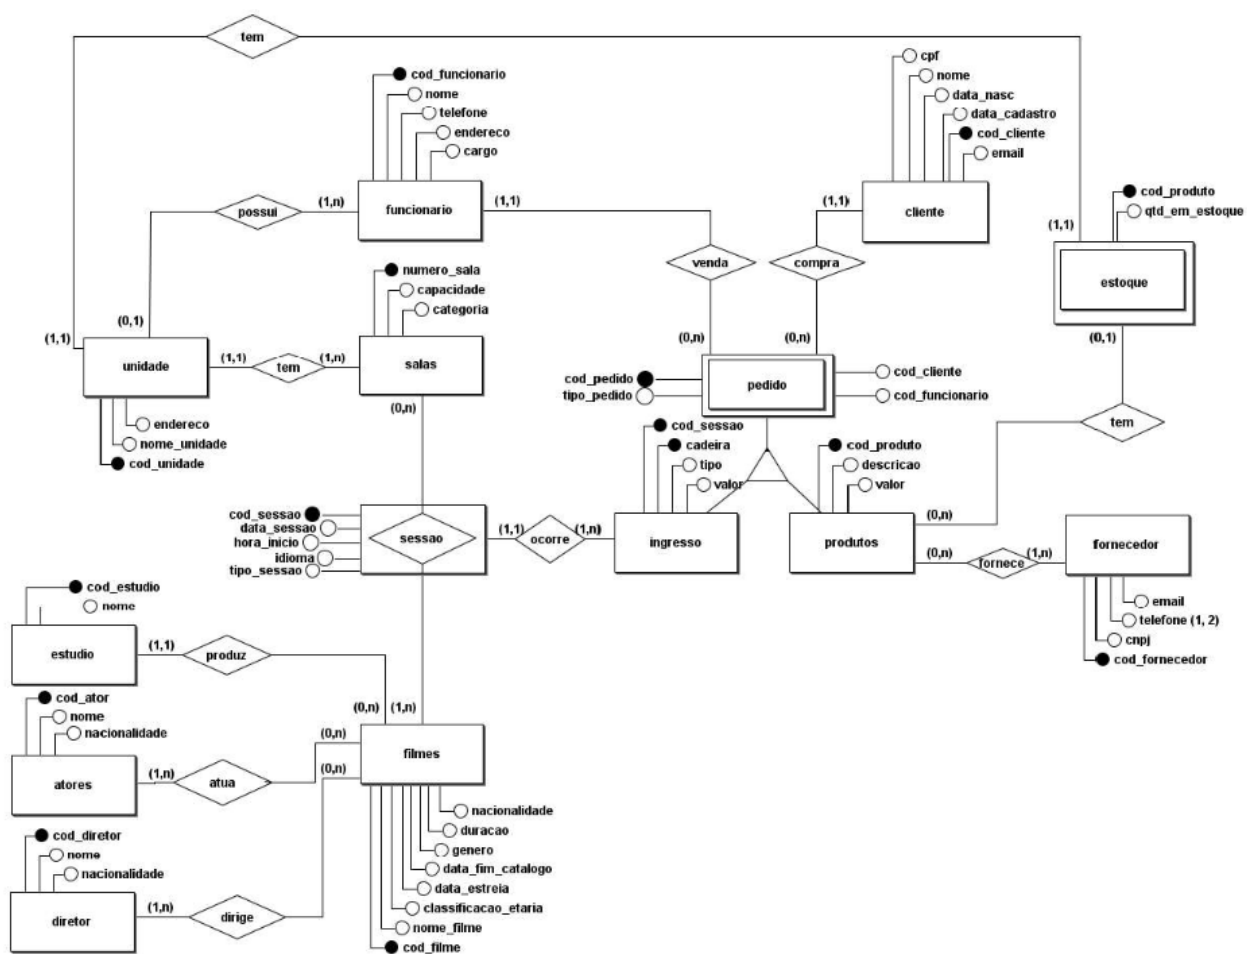 tem
cod_funcionario
nome
telefone
endereco
cargo
cpf
nome
data_nasc
data_cadastro
cod_cliente
email
cod_produto
qtd_em_estoque
possui
(1,n)
funcionario
(1,1)
(1,1)
cliente
(1,1)
venda
compra
estoque
numero_sala
capacidade
categoria
(0,1)
(1,1)
unidade
(1,1)
tem
(1,n)
salas
(0,n)
(0,n)
(0,1)
cod_pedido
tipo_pedido
pedido
cod_cliente
cod_funcionario
(0,n)
endereco
nome_unidade
cod_unidade
tem
cod_sessao
cadeira
tipo
valor
cod_produto
descricao
valor
cod_sessao
data_sessao
hora_inicio
idioma
tipo_sessao
sessao
(1,1)
ocorre
(1,n)
ingresso
produtos
(0,n)
(0,n)
fornece
(1,n)
fornecedor
email
telefone (1, 2)
cnpj
cod_fornecedor
cod_estudio
nome
estudio
(1,1)
produz
(0,n)
(1,n)
cod_ator
nome
nacionalidade
atores
(1,n)
atua
(0,n)
(0,n)
filmes
nacionalidade
duracao
genero
data_fim_catalogo
data_estreia
classificacao_etaria
nome_filme
cod_filme
cod_diretor
nome
nacionalidade
diretor
(1,n)
dirige